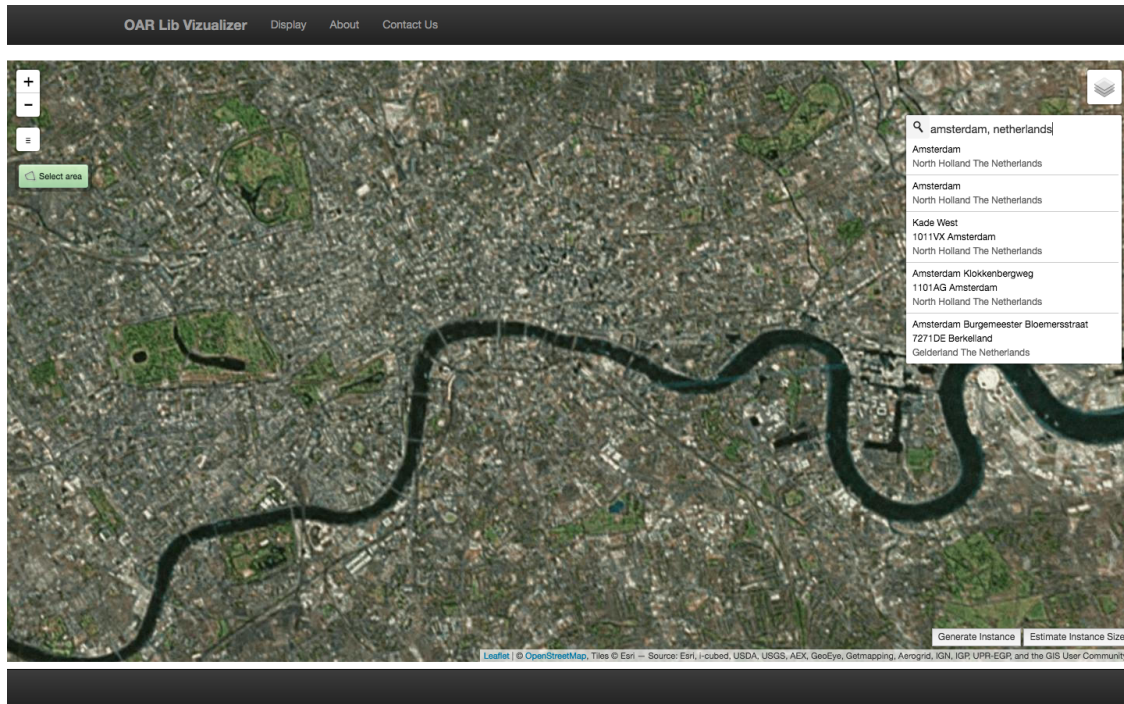 OAR Lib Vizualizer Display About Contact Us
+
−
≡
Select area
amsterdam, netherlands
Amsterdam
North Holland The Netherlands
Amsterdam
North Holland The Netherlands
Kade West
1011VX Amsterdam
North Holland The Netherlands
Amsterdam Klokkenbergweg
1101AG Amsterdam
North Holland The Netherlands
Amsterdam Burgemeester Bloemersstraat
7271DE Berkelland
Gelderland The Netherlands
Generate Instance Estimate Instance Size
Leaflet | © OpenStreetMap, Tiles © Esri — Source: Esri, i-cubed, USDA, USGS, AEX, GeoEye, Getmapping, Aerogrid, IGN, IGP, UPR-EGP, and the GIS User Community